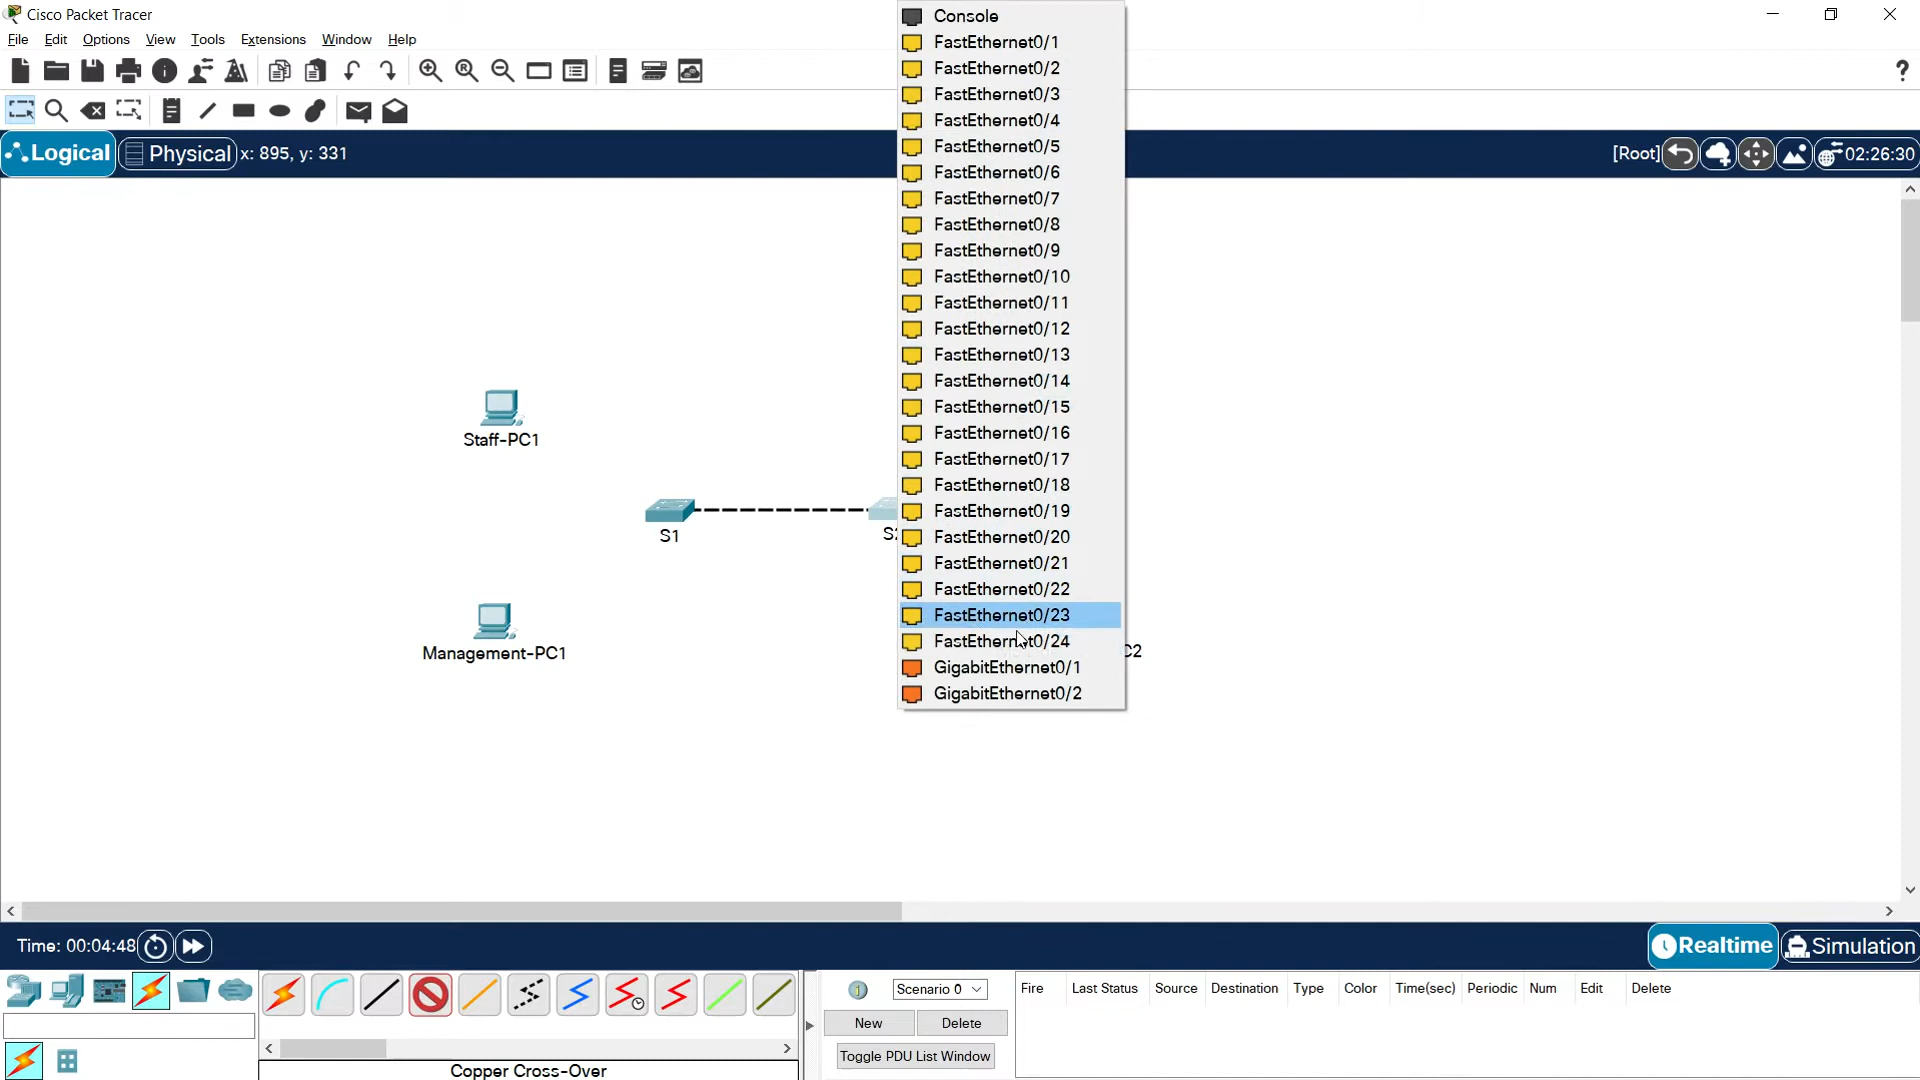 Cisco Packet Tracer
File Edit Options View Tools Extensions Window Help
Logical Physical x: 895, y: 331 [Root] 02:26:30
Console
FastEthernet0/1
FastEthernet0/2
FastEthernet0/3
FastEthernet0/4
FastEthernet0/5
FastEthernet0/6
FastEthernet0/7
FastEthernet0/8
FastEthernet0/9
FastEthernet0/10
FastEthernet0/11
FastEthernet0/12
FastEthernet0/13
FastEthernet0/14
FastEthernet0/15
FastEthernet0/16
FastEthernet0/17
FastEthernet0/18
FastEthernet0/19
FastEthernet0/20
FastEthernet0/21
FastEthernet0/22
FastEthernet0/23
FastEthernet0/24
GigabitEthernet0/1
GigabitEthernet0/2
Staff-PC1
S1
Management-PC1
C2
Time: 00:04:48 Realtime Simulation
Scenario 0
New Delete
Toggle PDU List Window
Fire Last Status Source Destination Type Color Time(sec) Periodic Num Edit Delete
Copper Cross-Over